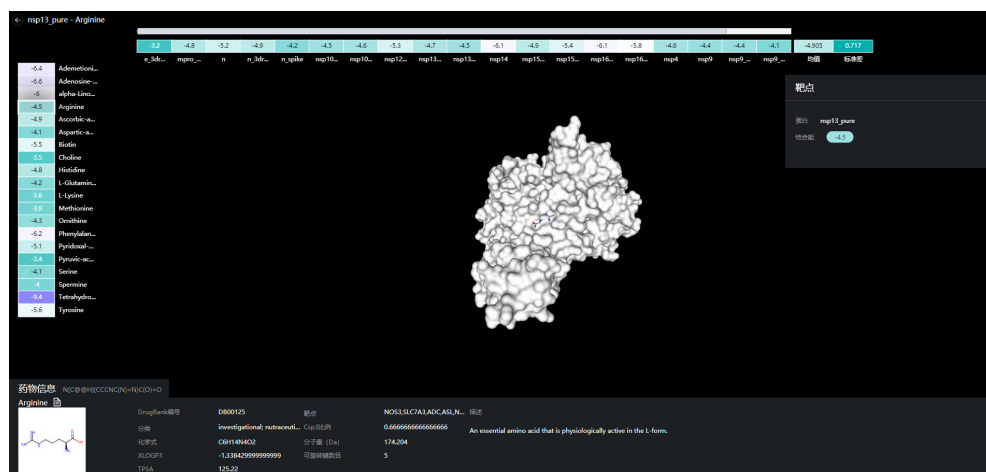 nsp13_pure - Arginine
-3.2 -4.8 -5.2 -4.9 -4.2 -4.5 -4.6 -5.3 -4.7 -4.5 -6.1 -4.9 -5.4 -6.1 -5.8 -4.6 -4.4 -4.4 -4.1 -4.905 0.717
e_3dr... mpro_... n n_3dr... n_spike nsp10... nsp10... nsp12... nsp13... nsp13... nsp14 nsp15... nsp15... nsp16... nsp16... nsp4 nsp9 nsp9_... nsp9_... 均值 标准差
-6.4 Ademetioni...
-6.6 Adenosine-...
-6 alpha-Lino...
-4.5 Arginine
-4.9 Ascorbic-a...
-4.1 Aspartic-a...
-5.5 Biotin
-3.5 Choline
-4.8 Histidine
-4.2 L-Glutamin...
-3.8 L-Lysine
-3.9 Methionine
-4.3 Ornithine
-6.2 Phenylalan...
-5.1 Pyridoxal-...
-3.4 Pyruvic-ac...
-4.1 Serine
-4 Spermine
-9.4 Tetrahydro...
-5.6 Tyrosine
靶点
蛋白 nsp13_pure
结合能 -4.5
药物信息 N[C@@H](CCCNC(N)=N)C(O)=O
Arginine
DrugBank编号 DB00125 靶点 NOS3,SLC7A3,ADC,ASL,N... 描述
分类 investigational; nutraceuti... Csp3比例 0.6666666666666666 An essential amino acid that is physiologically active in the L-form.
化学式 C6H14N4O2 分子量 (Da) 174.204
XLOGP3 -1.338429999999999 可旋转键数目 5
TPSA 125.22